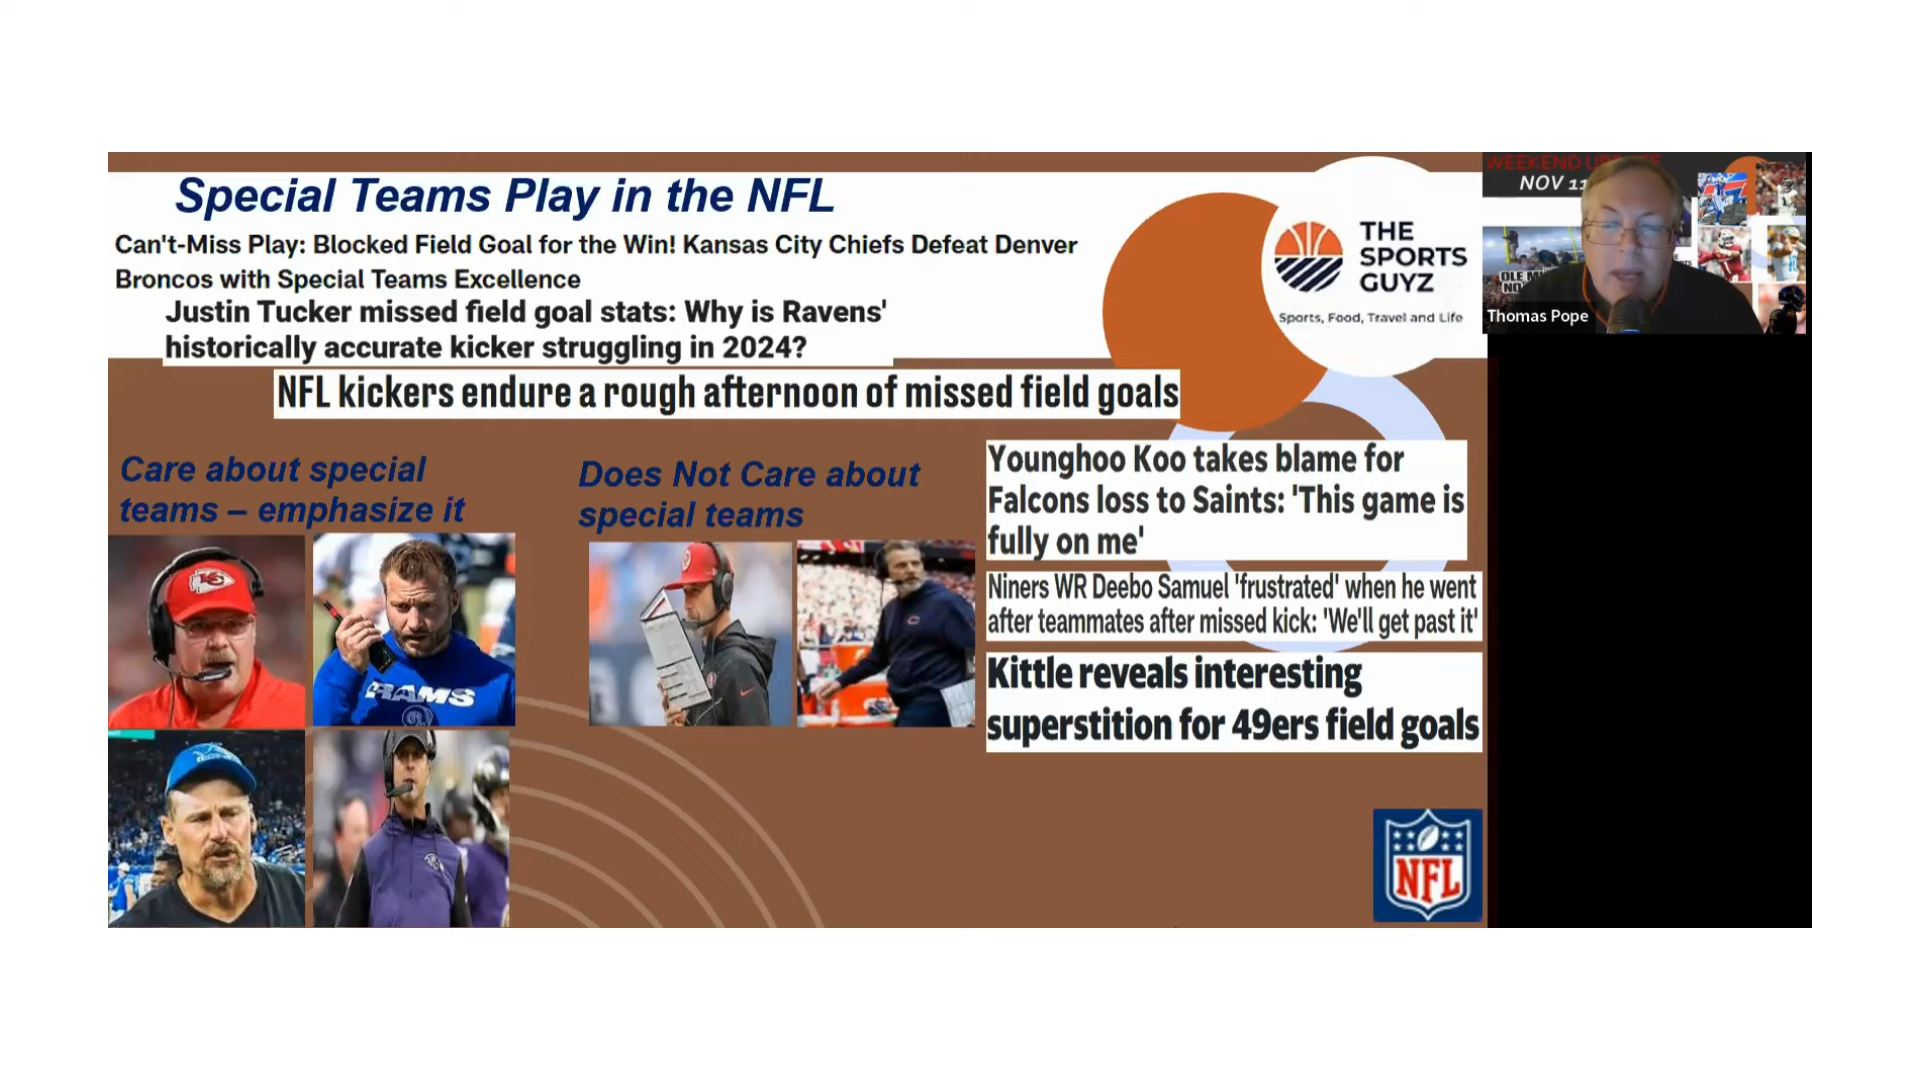 Special Teams Play in the NFL
Can't-Miss Play: Blocked Field Goal for the Win! Kansas City Chiefs Defeat Denver
Broncos with Special Teams Excellence
Justin Tucker missed field goal stats: Why is Ravens'
historically accurate kicker struggling in 2024?
NFL kickers endure a rough afternoon of missed field goals
THE
SPORTS
GUYZ
Sports, Food, Travel and Life
WEEKEND
NOV 11
OLE
NO
Thomas Pope
Care about special
teams – emphasize it
Does Not Care about
special teams
Younghoo Koo takes blame for
Falcons loss to Saints: 'This game is
fully on me'
Niners WR Deebo Samuel 'frustrated' when he went
after teammates after missed kick: 'We'll get past it'
Kittle reveals interesting
superstition for 49ers field goals
KC
RAMS
C
NFL